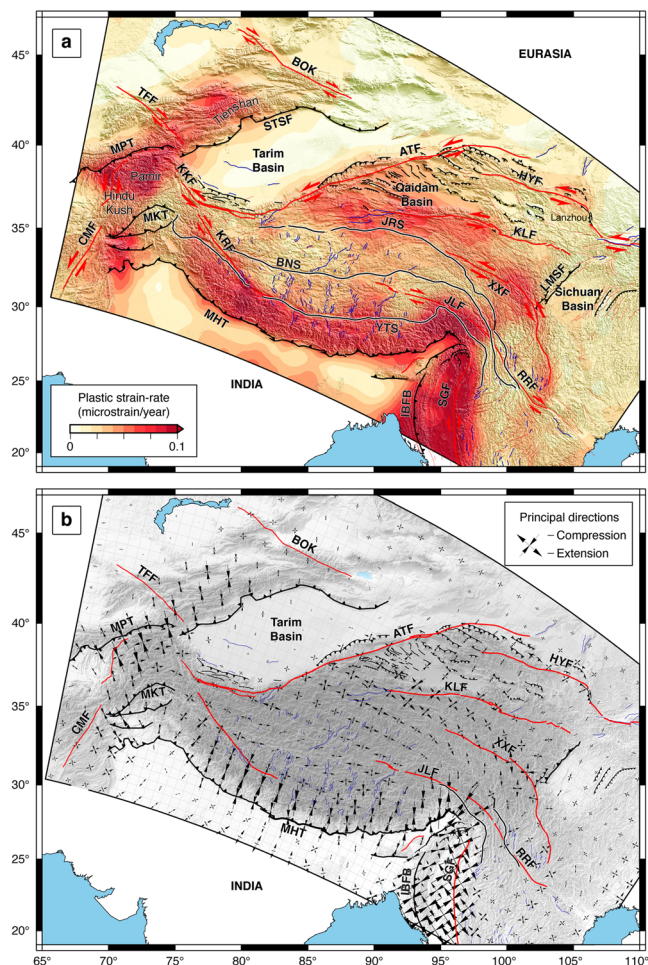 a
EURASIA
45°
BOK
TFF
Tienshan
40°
STSF
MPT
Tarim
Basin
ATF
Pamir
KKF
HYF
Qaidam
Basin
Hindu
Kush
Lanzhou
35°
MKT
JRS
KLF
CMF
KRF
BNS
XXF
LMSF
Sichuan
Basin
30°
JLF
MHT
YTS
INDIA
RRF
25°
IBFB
SGF
Plastic strain-rate
(microstrain/year)
0
0.1
20°
b
Principal directions
– Compression
– Extension
45°
BOK
TFF
40°
MPT
Tarim
Basin
ATF
HYF
35°
MKT
KLF
CMF
XXF
30°
JLF
MHT
RRF
25°
INDIA
IBFB
SGF
20°
65° 70° 75° 80° 85° 90° 95° 100° 105° 110°